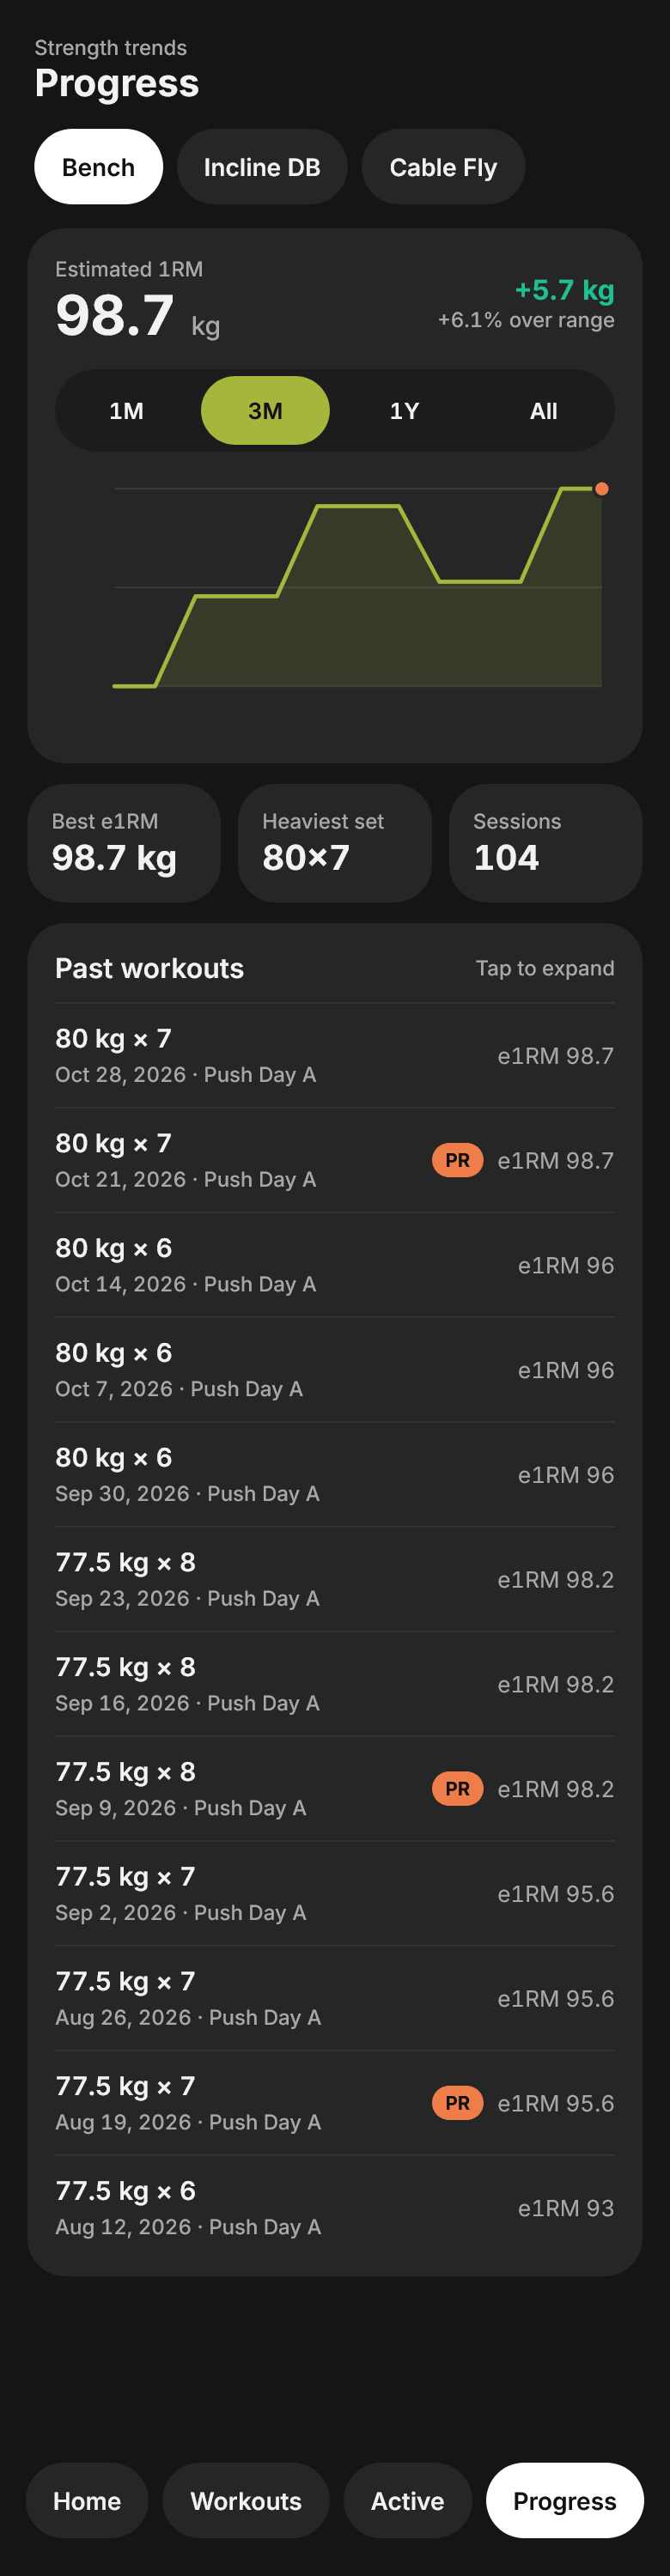 Strength trends
Progress
Bench
Incline DB
Cable Fly
Estimated 1RM
98.7 kg
+5.7 kg
+6.1% over range
1M
3M
1Y
All
Best e1RM
98.7 kg
Heaviest set
80×7
Sessions
104
Past workouts
Tap to expand
80 kg × 7
Oct 28, 2026 · Push Day A
e1RM 98.7
80 kg × 7
Oct 21, 2026 · Push Day A
PR e1RM 98.7
80 kg × 6
Oct 14, 2026 · Push Day A
e1RM 96
80 kg × 6
Oct 7, 2026 · Push Day A
e1RM 96
80 kg × 6
Sep 30, 2026 · Push Day A
e1RM 96
77.5 kg × 8
Sep 23, 2026 · Push Day A
e1RM 98.2
77.5 kg × 8
Sep 16, 2026 · Push Day A
e1RM 98.2
77.5 kg × 8
Sep 9, 2026 · Push Day A
PR e1RM 98.2
77.5 kg × 7
Sep 2, 2026 · Push Day A
e1RM 95.6
77.5 kg × 7
Aug 26, 2026 · Push Day A
e1RM 95.6
77.5 kg × 7
Aug 19, 2026 · Push Day A
PR e1RM 95.6
77.5 kg × 6
Aug 12, 2026 · Push Day A
e1RM 93
Home
Workouts
Active
Progress